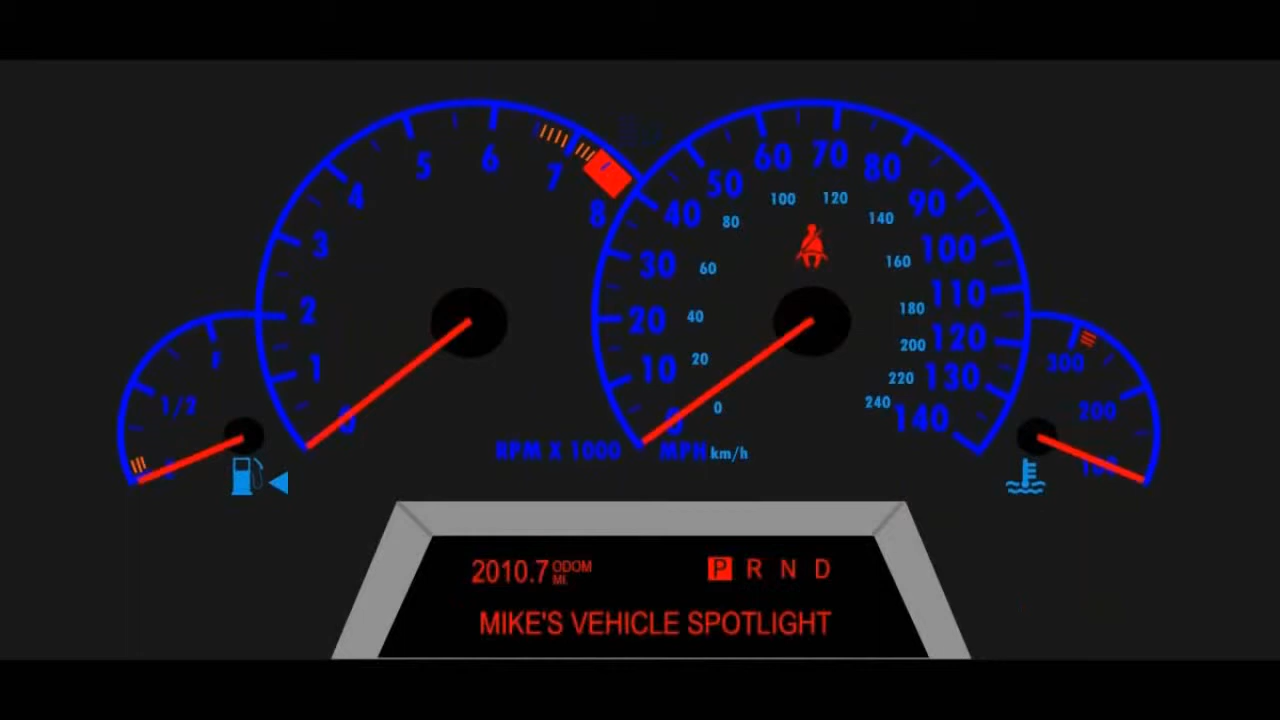 0 1 2 3 4 5 6 7 8
RPM X 1000
0 10 20 30 40 50 60 70 80 90 100 110 120 130 140
MPH km/h
0 20 40 60 80 100 120 140 160 180 200 220 240
1/2
300
200
2010.7 ODOM MI.
P R N D
MIKE'S VEHICLE SPOTLIGHT